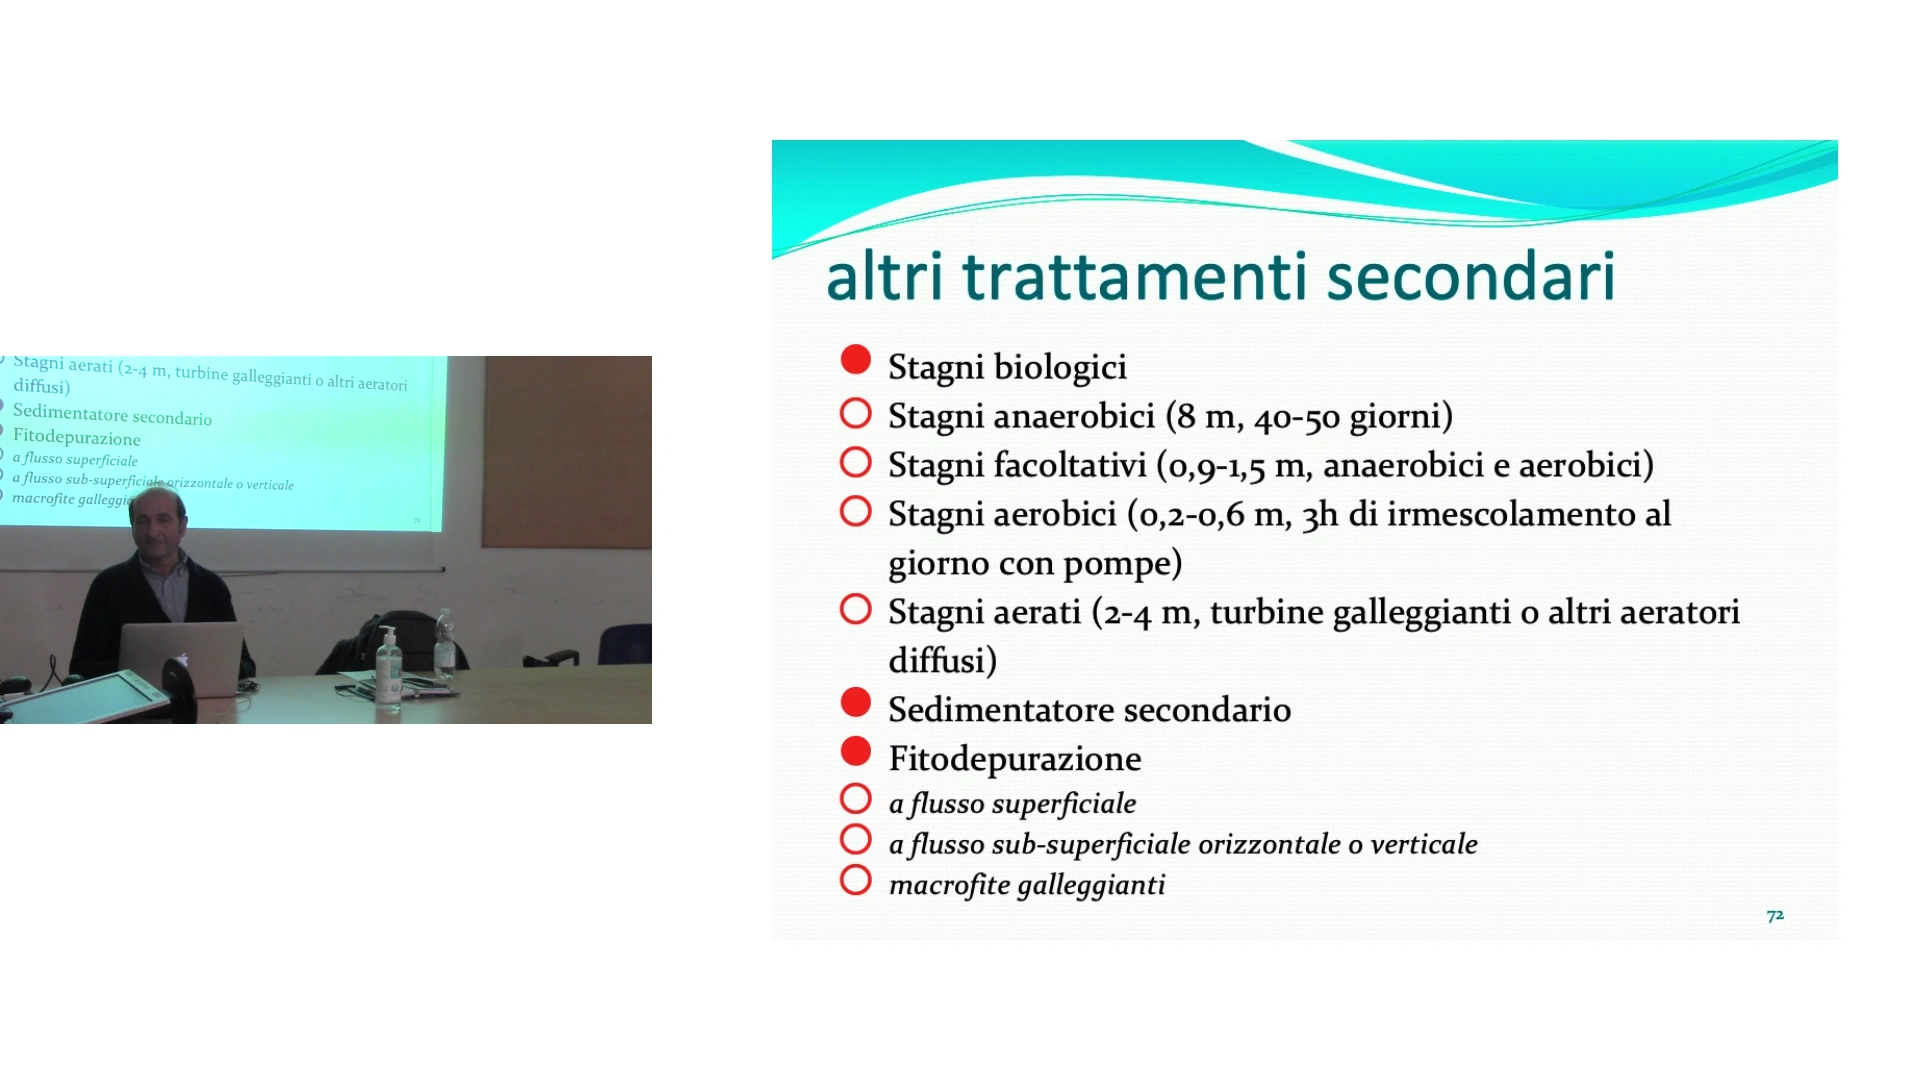 Stagni aerati (2-4 m, turbine galleggianti o altri aeratori
diffusi)
Sedimentatore secondario
Fitodepurazione
a flusso superficiale
a flusso sub-superficiale orizzontale o verticale
macrofite
72
altri trattamenti secondari
Stagni biologici
Stagni anaerobici (8 m, 40-50 giorni)
Stagni facoltativi (0,9-1,5 m, anaerobici e aerobici)
Stagni aerobici (0,2-0,6 m, 3h di irmescolamento al
giorno con pompe)
Stagni aerati (2-4 m, turbine galleggianti o altri aeratori
diffusi)
Sedimentatore secondario
Fitodepurazione
a flusso superficiale
a flusso sub-superficiale orizzontale o verticale
macrofite galleggianti
72